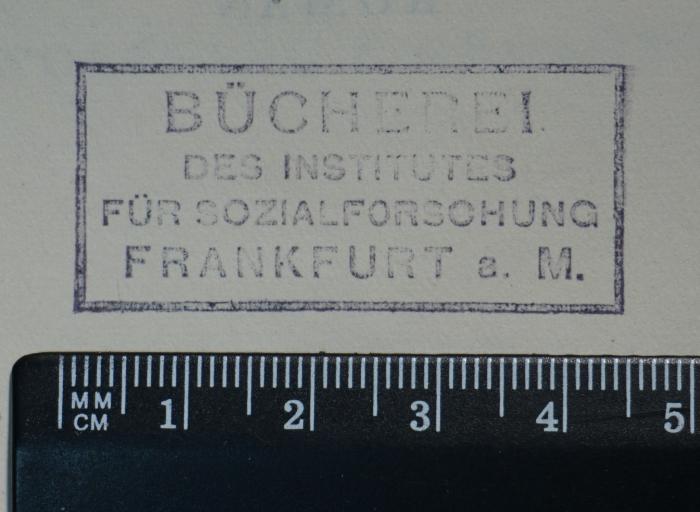 BÜCHEREI
DES INSTITUTES
FÜR SOZIALFORSCHUNG
FRANKFURT a. M.
MM
CM
1 2 3 4 5